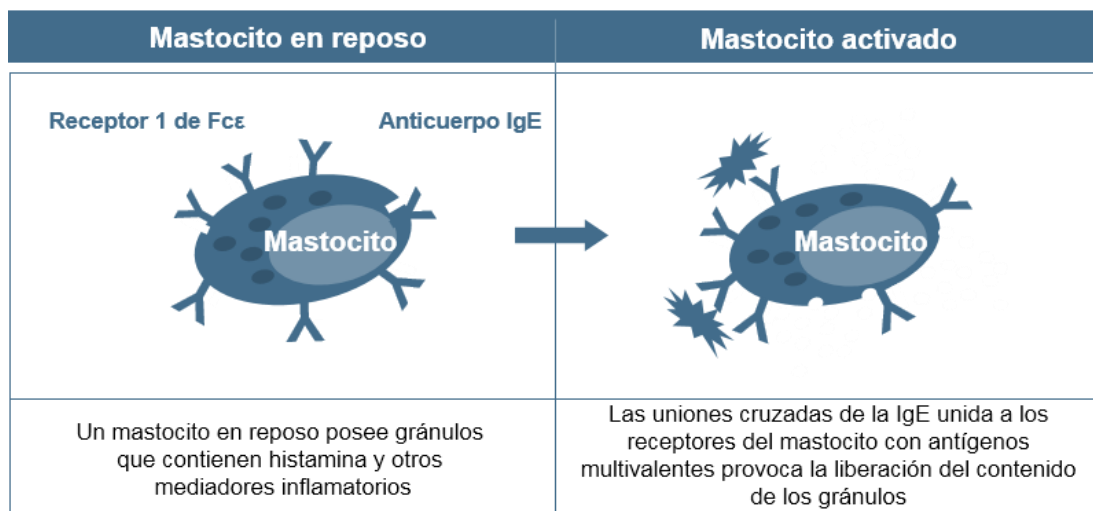 Mastocito en reposo
Mastocito activado
Receptor 1 de Fcε
Anticuerpo IgE
Mastocito
Mastocito
Un mastocito en reposo posee gránulos
que contienen histamina y otros
mediadores inflamatorios
Las uniones cruzadas de la IgE unida a los
receptores del mastocito con antígenos
multivalentes provoca la liberación del contenido
de los gránulos